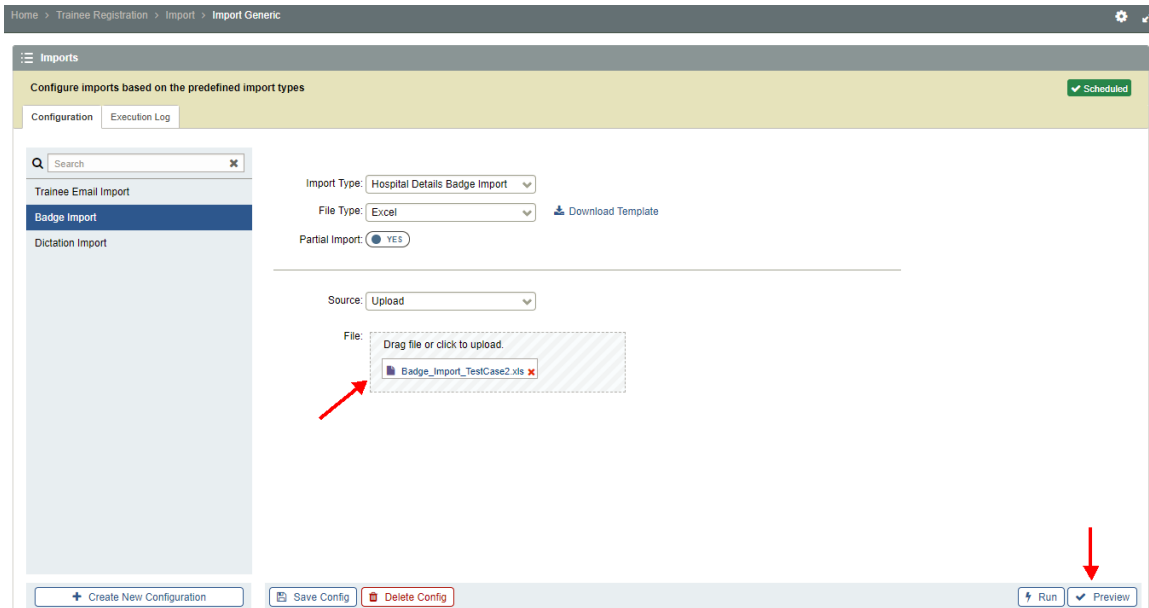 Home > Trainee Registration > Import > Import Generic
Imports
Configure imports based on the predefined import types
Scheduled
Configuration
Execution Log
Search
Trainee Email Import
Badge Import
Dictation Import
Import Type: Hospital Details Badge Import
File Type: Excel
Download Template
Partial Import: YES
Source: Upload
File:
Drag file or click to upload.
Badge_Import_TestCase2.xls
+ Create New Configuration
Save Config
Delete Config
Run
Preview